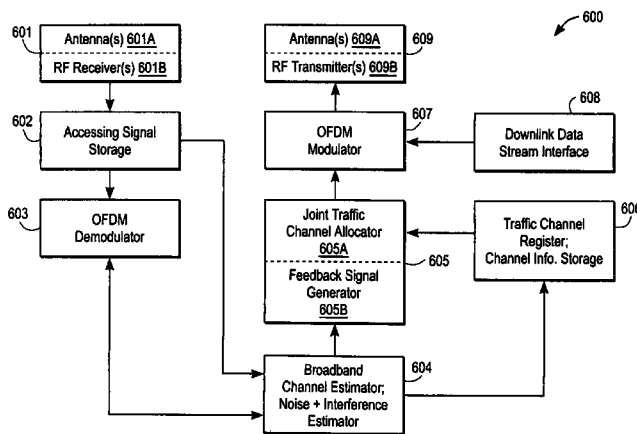 600
601
Antenna(s) 601A
RF Receiver(s) 601B
Antenna(s) 609A
RF Transmitter(s) 609B
609
602
Accessing Signal
Storage
OFDM
Modulator
607
608
Downlink Data
Stream Interface
603
OFDM
Demodulator
Joint Traffic
Channel Allocator
605A
Feedback Signal
Generator
605B
605
606
Traffic Channel
Register;
Channel Info. Storage
604
Broadband
Channel Estimator;
Noise + Interference
Estimator